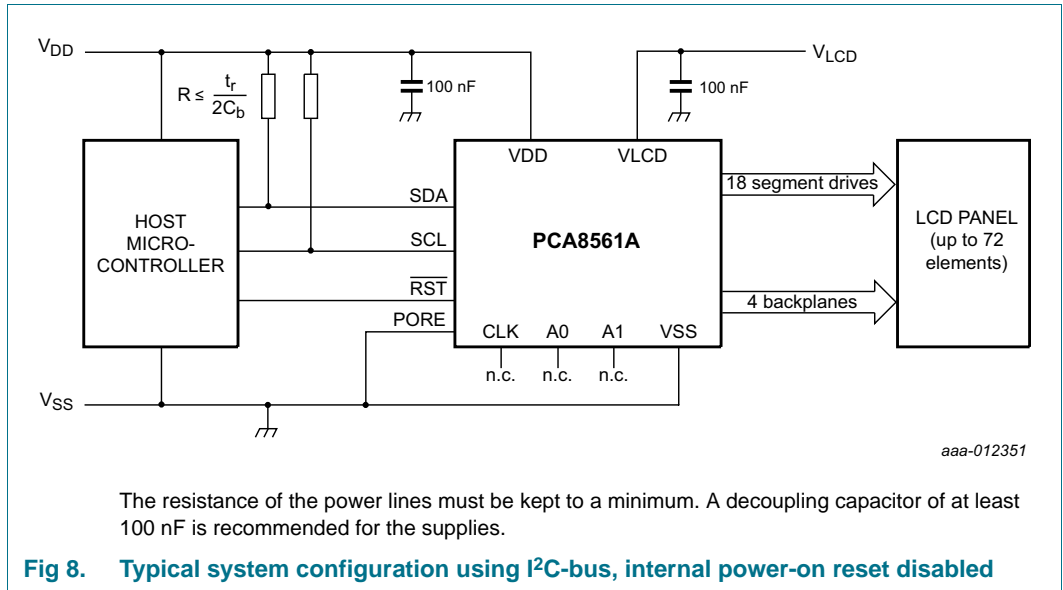 VDD
VLCD
R ≤ tr
2Cb
100 nF
100 nF
VDD
VLCD
SDA
SCL
RST
PORE
HOST
MICRO-
CONTROLLER
PCA8561A
18 segment drives
4 backplanes
LCD PANEL
(up to 72
elements)
CLK
A0
A1
VSS
n.c.
n.c.
n.c.
VSS
aaa-012351
The resistance of the power lines must be kept to a minimum. A decoupling capacitor of at least
100 nF is recommended for the supplies.
Fig 8. Typical system configuration using I²C-bus, internal power-on reset disabled